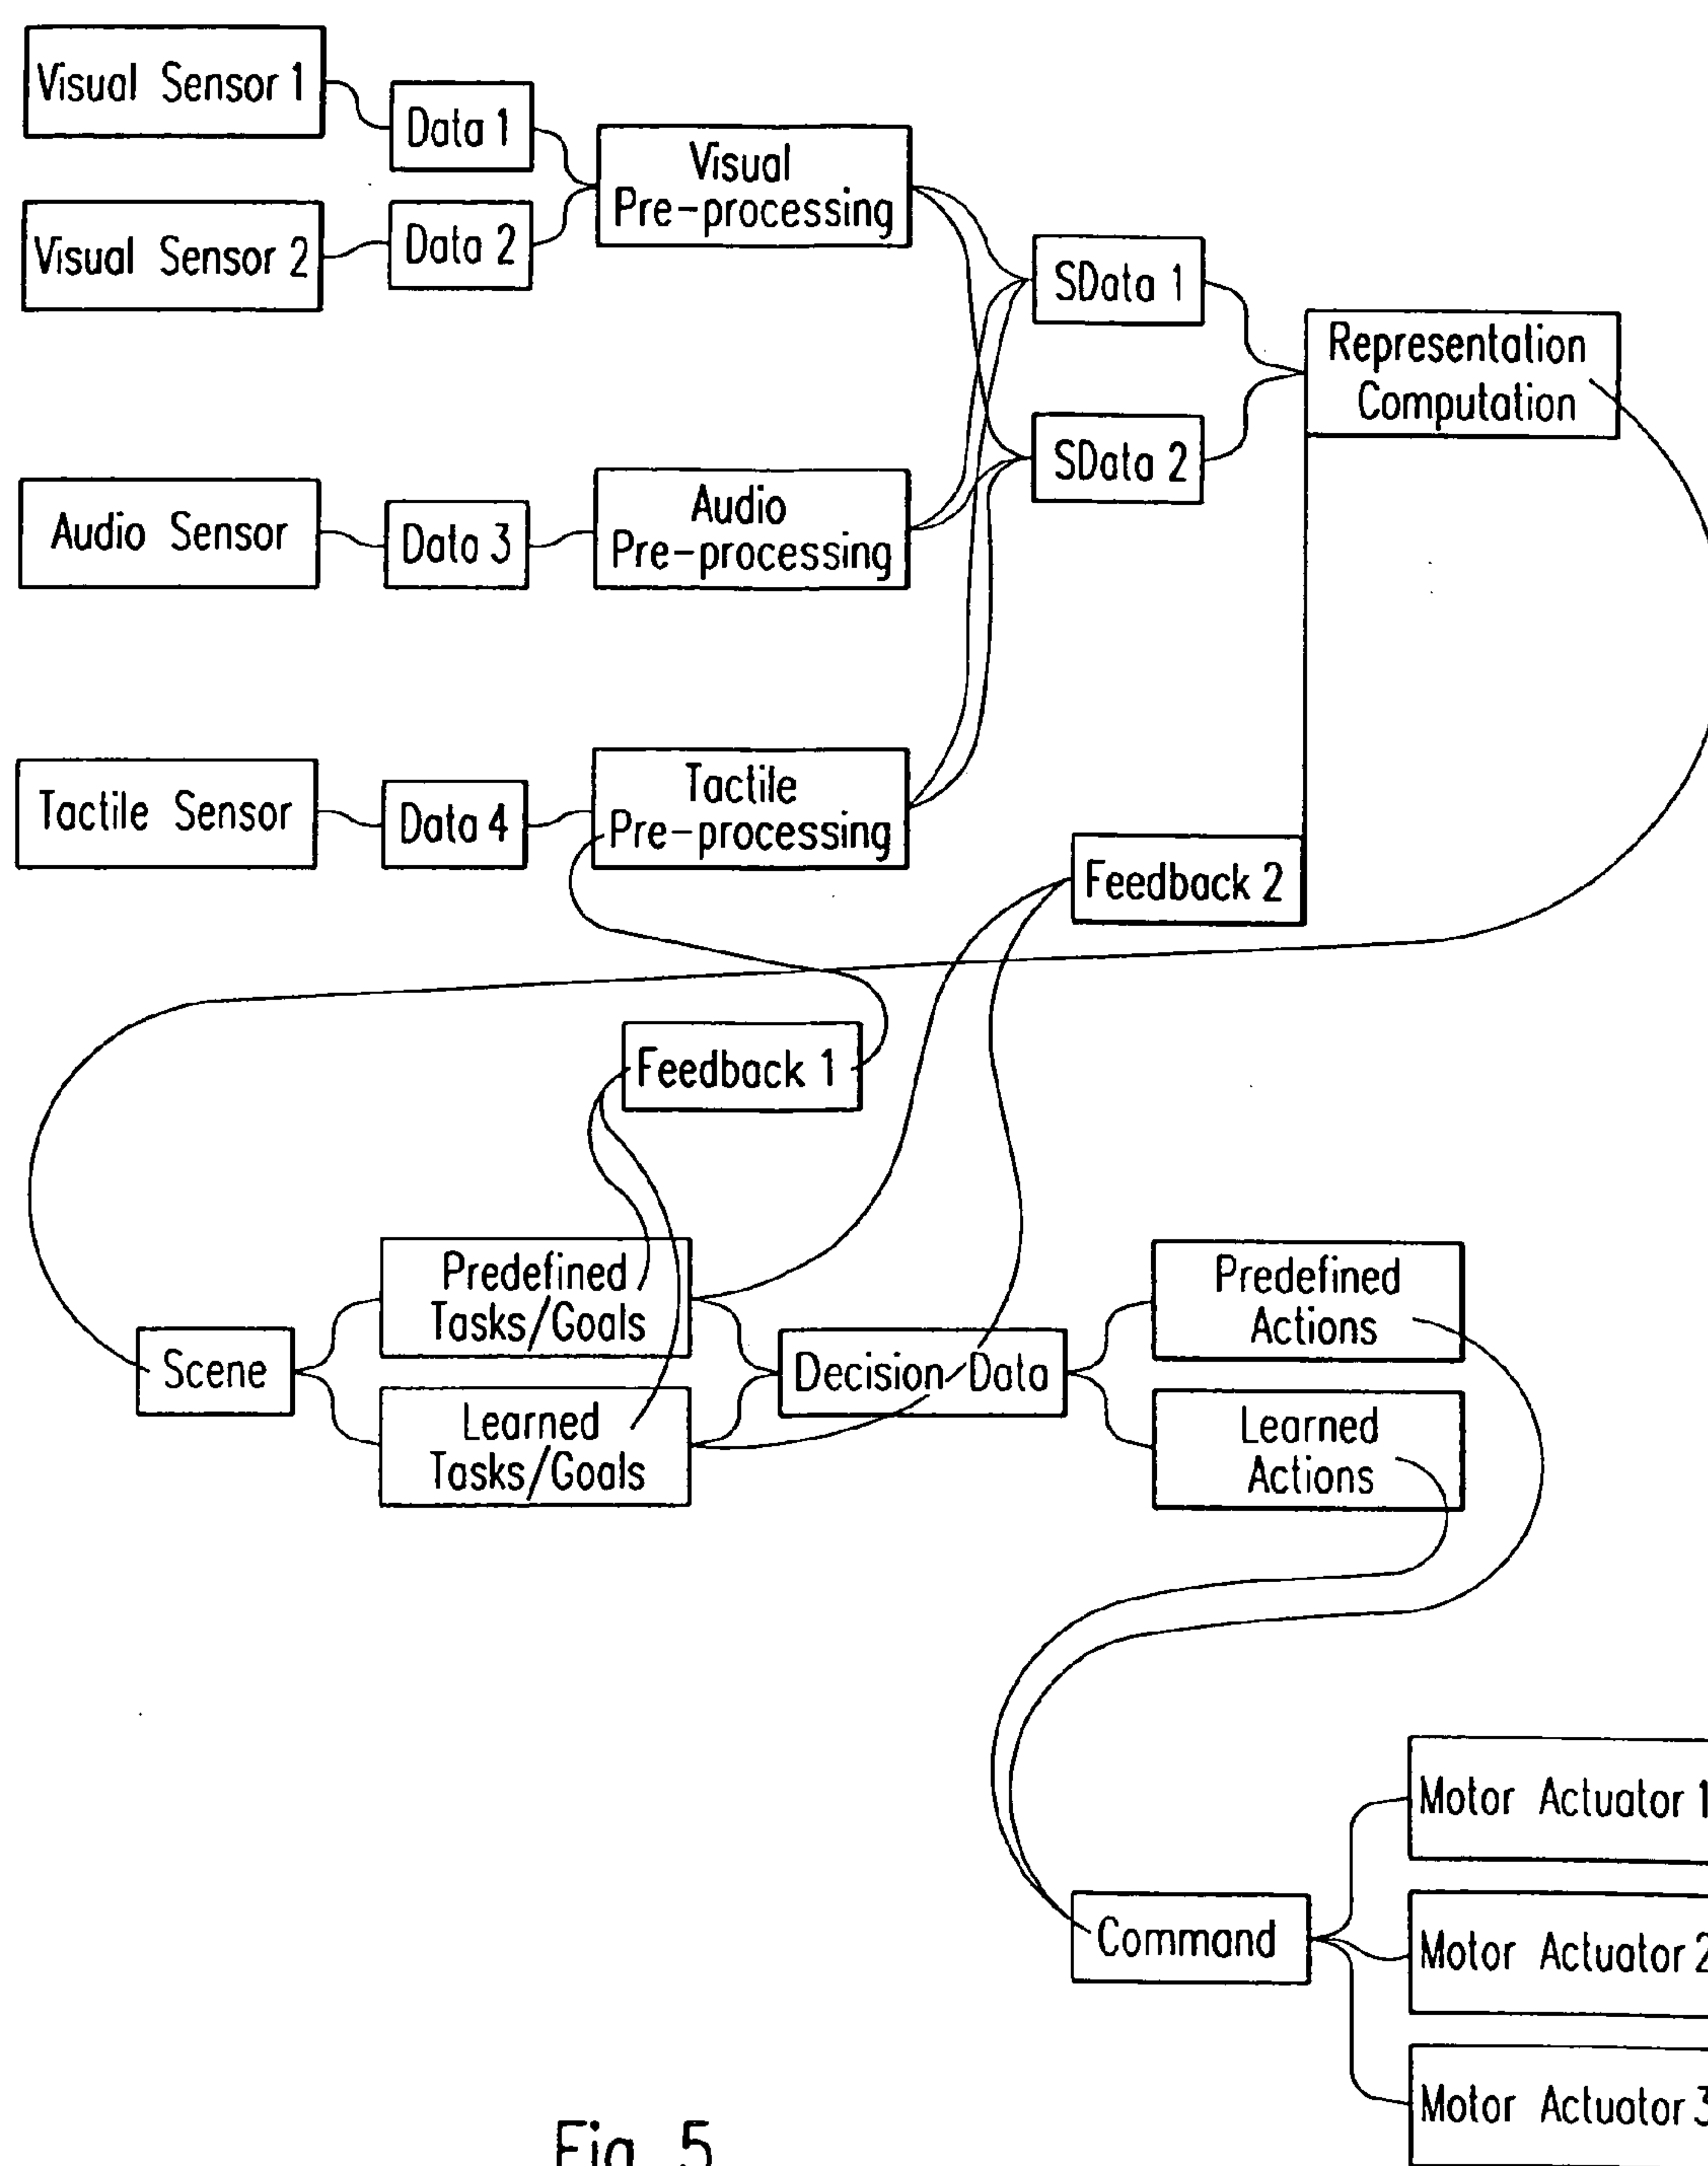 Visual Sensor 1
Data 1
Visual
Pre-processing
Visual Sensor 2
Data 2
SData 1
Representation
Computation
SData 2
Audio Sensor
Data 3
Audio
Pre-processing
Tactile Sensor
Data 4
Tactile
Pre-processing
Feedback 2
Feedback 1
Predefined
Tasks/Goals
Predefined
Actions
Scene
Decision Data
Learned
Tasks/Goals
Learned
Actions
Motor Actuator 1
Command
Motor Actuator 2
Motor Actuator 3
Fig. 5